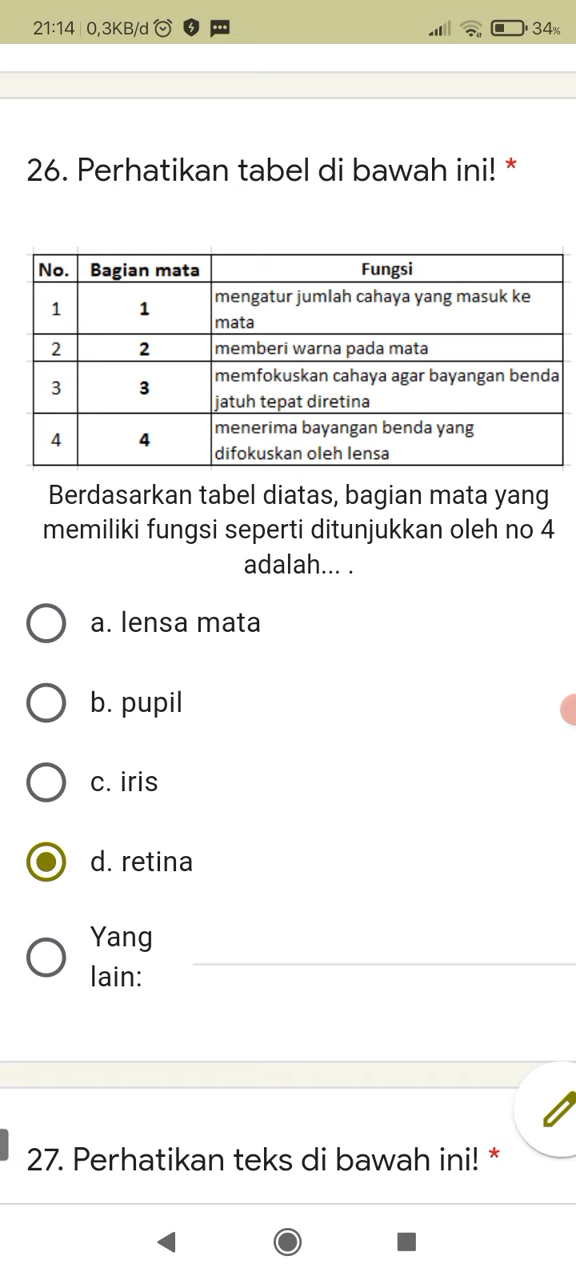 21:14 0,3KB/d 34%
26. Perhatikan tabel di bawah ini! *
No. Bagian mata Fungsi
1 1 mengatur jumlah cahaya yang masuk ke
mata
2 2 memberi warna pada mata
3 3 memfokuskan cahaya agar bayangan benda
jatuh tepat diretina
4 4 menerima bayangan benda yang
difokuskan oleh lensa
Berdasarkan tabel diatas, bagian mata yang
memiliki fungsi seperti ditunjukkan oleh no 4
adalah... .
a. lensa mata
b. pupil
c. iris
d. retina
Yang
lain:
27. Perhatikan teks di bawah ini! *